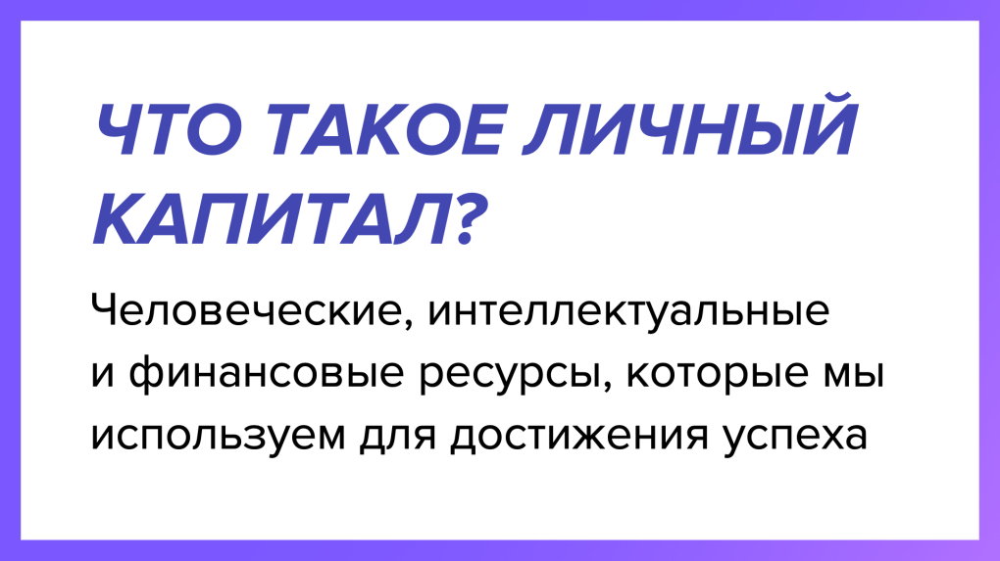 ЧТО ТАКОЕ ЛИЧНЫЙ
КАПИТАЛ?
Человеческие, интеллектуальные
и финансовые ресурсы, которые мы
используем для достижения успеха